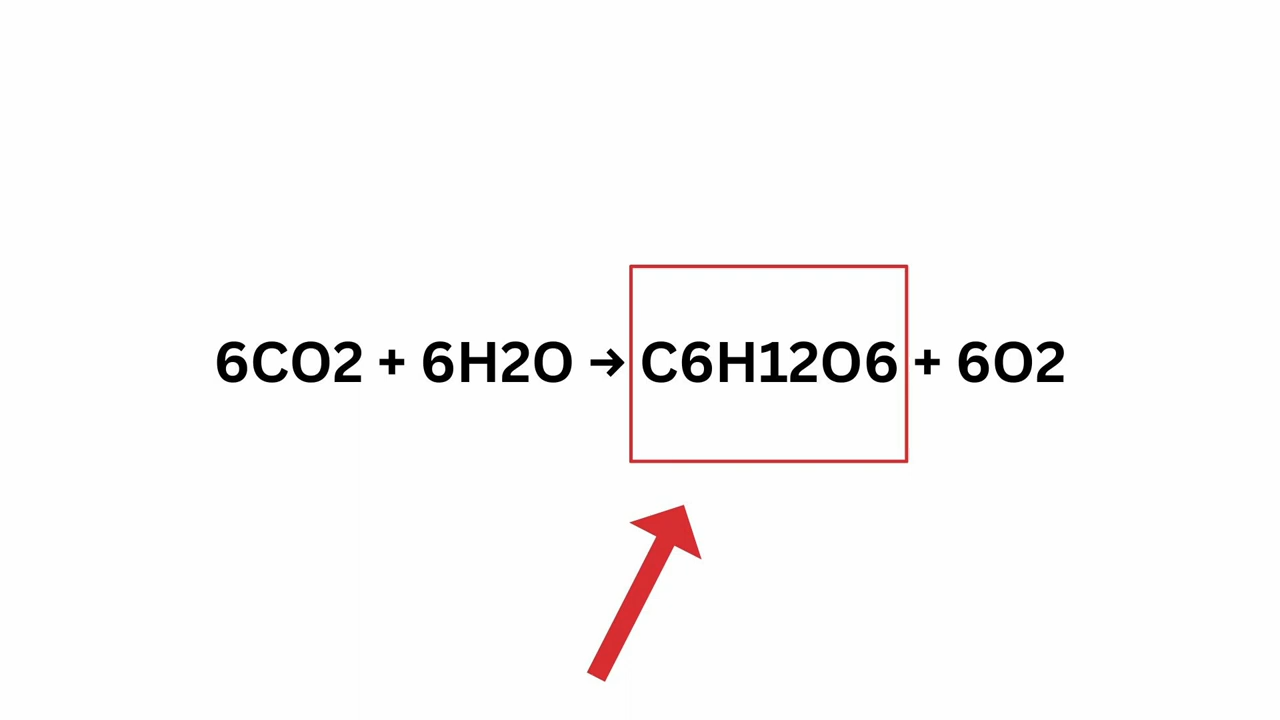 6CO2 + 6H2O → C6H12O6 + 6O2